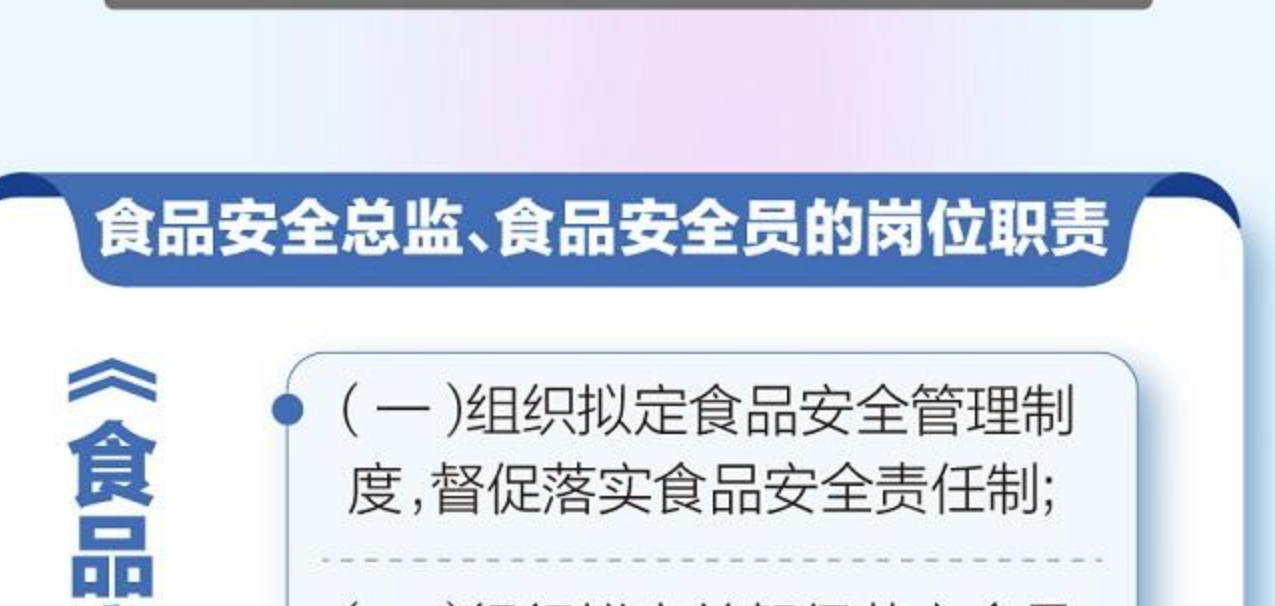 食品安全总监、食品安全员的岗位职责
《食品
(一)组织拟定食品安全管理制
度,督促落实食品安全责任制;